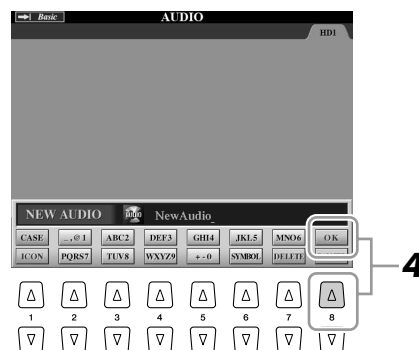 Basic AUDIO
HD1
NEW AUDIO audio NewAudio_
CASE _.,@1 ABC2 DEF3 GHI4 JKL5 MNO6 OK
ICON PQRS7 TUV8 WXYZ9 +-0 SYMBOL DELETE
4
1 2 3 4 5 6 7 8